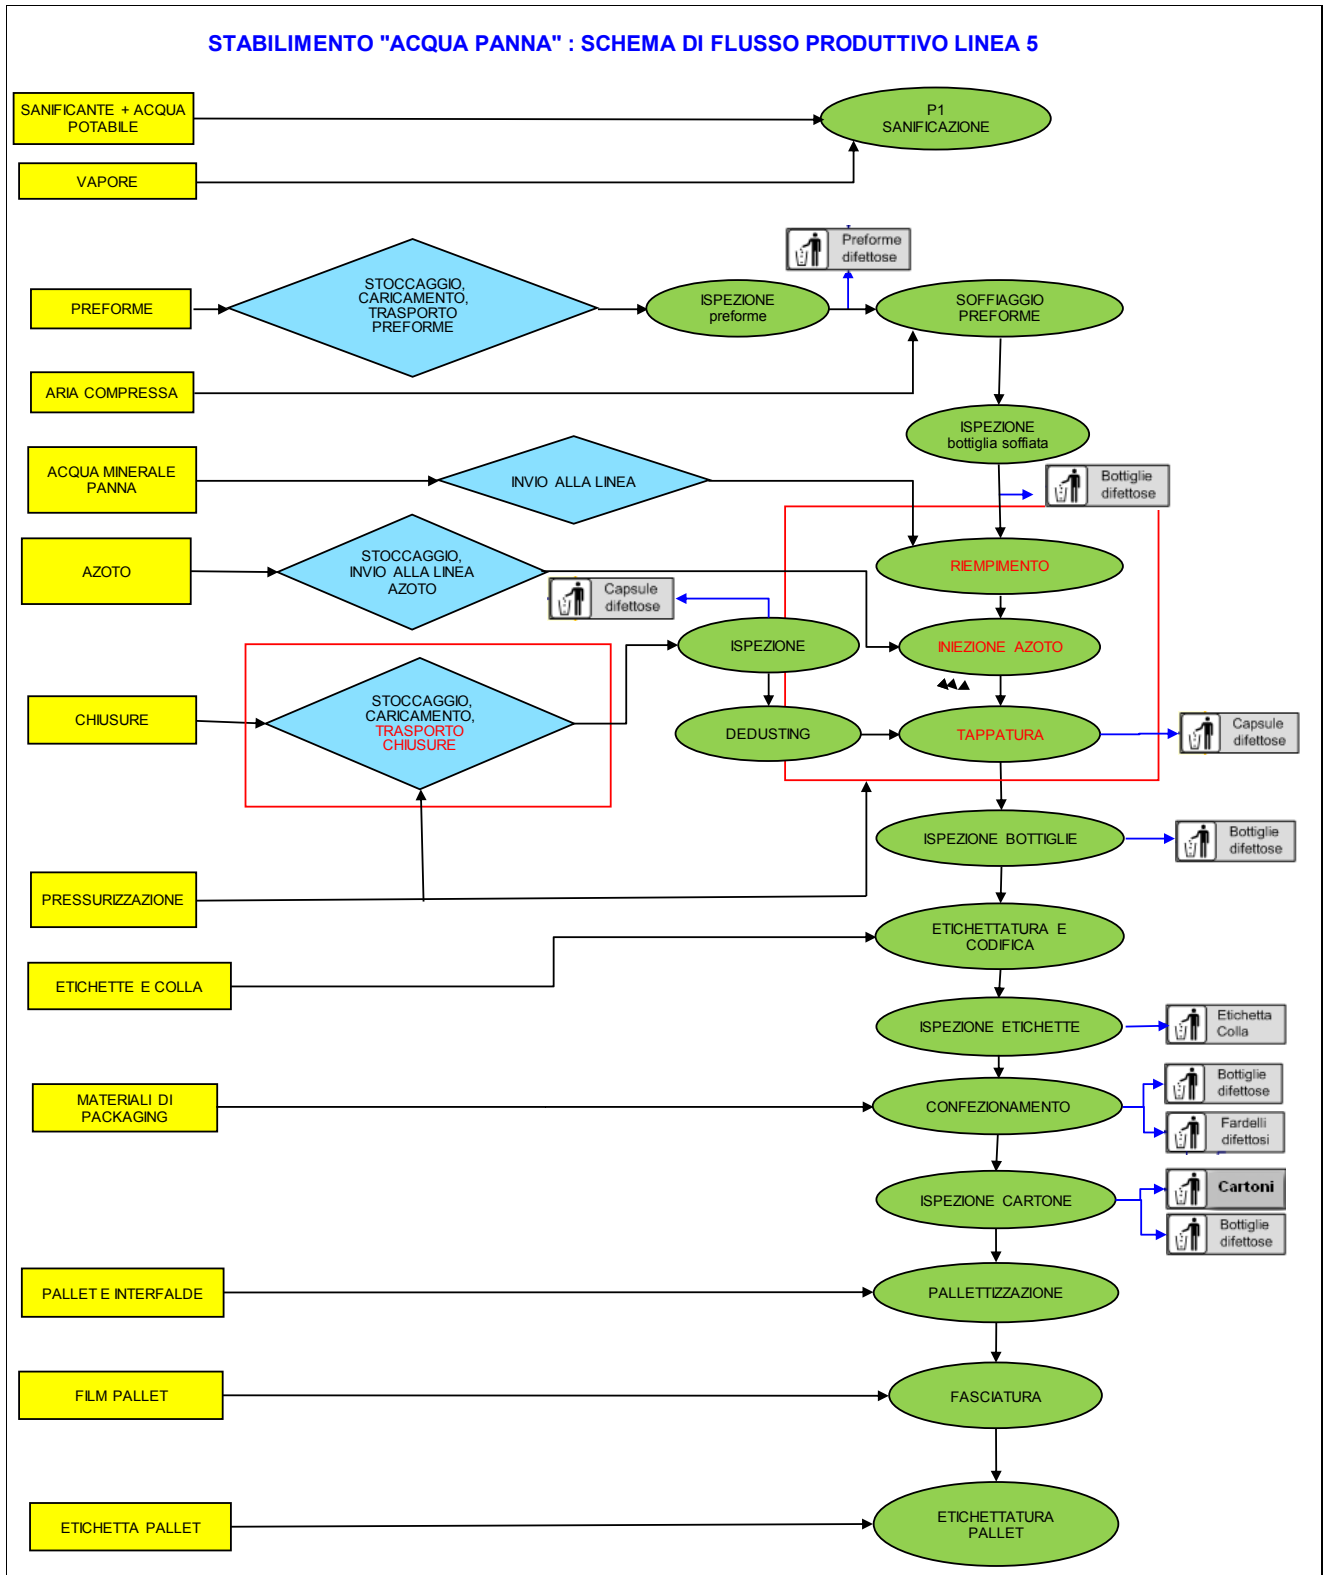 STABILIMENTO "ACQUA PANNA" : SCHEMA DI FLUSSO PRODUTTIVO LINEA 5
SANIFICANTE + ACQUA
POTABILE
P1
SANIFICAZIONE
VAPORE
Preforme
difettose
PREFORME
STOCCAGGIO,
CARICAMENTO,
TRASPORTO
PREFORME
ISPEZIONE
preforme
SOFFIAGGIO
PREFORME
ARIA COMPRESSA
ISPEZIONE
bottiglia soffiata
ACQUA MINERALE
PANNA
INVIO ALLA LINEA
Bottiglie
difettose
AZOTO
STOCCAGGIO,
INVIO ALLA LINEA
AZOTO
RIEMPIMENTO
Capsule
difettose
ISPEZIONE
INIEZIONE AZOTO
CHIUSURE
STOCCAGGIO,
CARICAMENTO,
TRASPORTO
CHIUSURE
DEDUSTING
TAPPATURA
Capsule
difettose
ISPEZIONE BOTTIGLIE
Bottiglie
difettose
PRESSURIZZAZIONE
ETICHETTATURA E
CODIFICA
ETICHETTE E COLLA
ISPEZIONE ETICHETTE
Etichetta
Colla
MATERIALI DI
PACKAGING
CONFEZIONAMENTO
Bottiglie
difettose
Fardelli
difettosi
ISPEZIONE CARTONE
Cartoni
Bottiglie
difettose
PALLET E INTERFALDE
PALLETTIZZAZIONE
FILM PALLET
FASCIATURA
ETICHETTA PALLET
ETICHETTATURA
PALLET